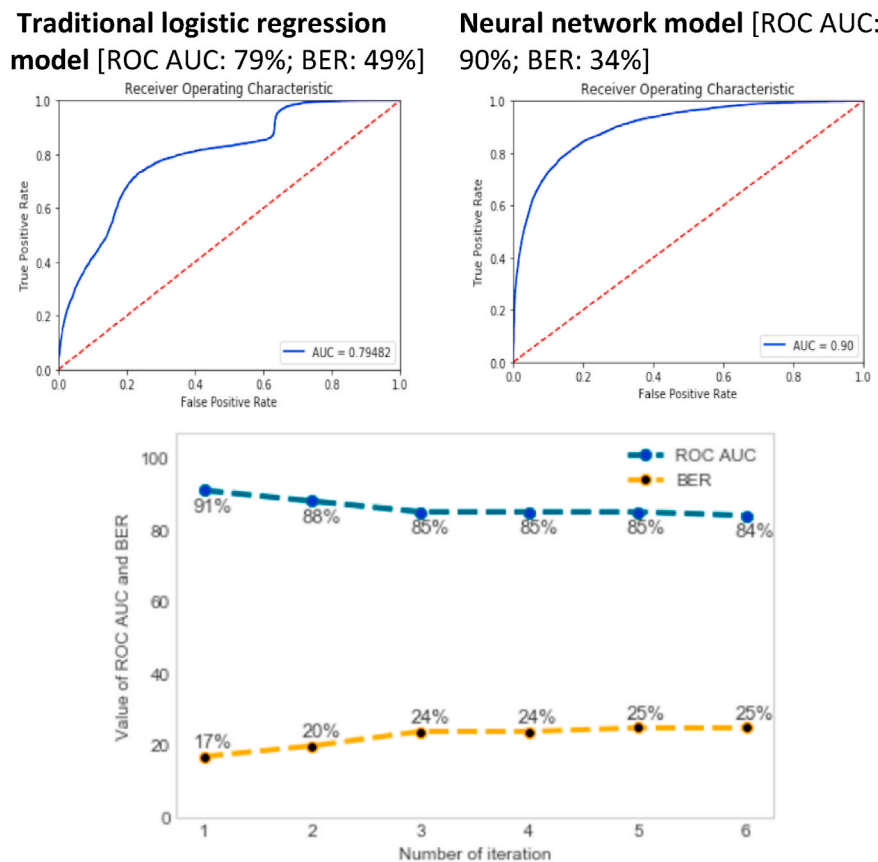 Traditional logistic regression
model [ROC AUC: 79%; BER: 49%]
Neural network model [ROC AUC:
90%; BER: 34%]
Receiver Operating Characteristic
1.0
0.8
0.6
0.4
0.2
0.0
True Positive Rate
AUC = 0.79482
0.0 0.2 0.4 0.6 0.8 1.0
False Positive Rate
Receiver Operating Characteristic
1.0
0.8
0.6
0.4
0.2
0.0
True Positive Rate
AUC = 0.90
0.0 0.2 0.4 0.6 0.8 1.0
False Positive Rate
100
80
60
40
20
0
Value of ROC AUC and BER
ROC AUC
BER
91% 88% 85% 85% 85% 84%
17% 20% 24% 24% 25% 25%
1 2 3 4 5 6
Number of iteration